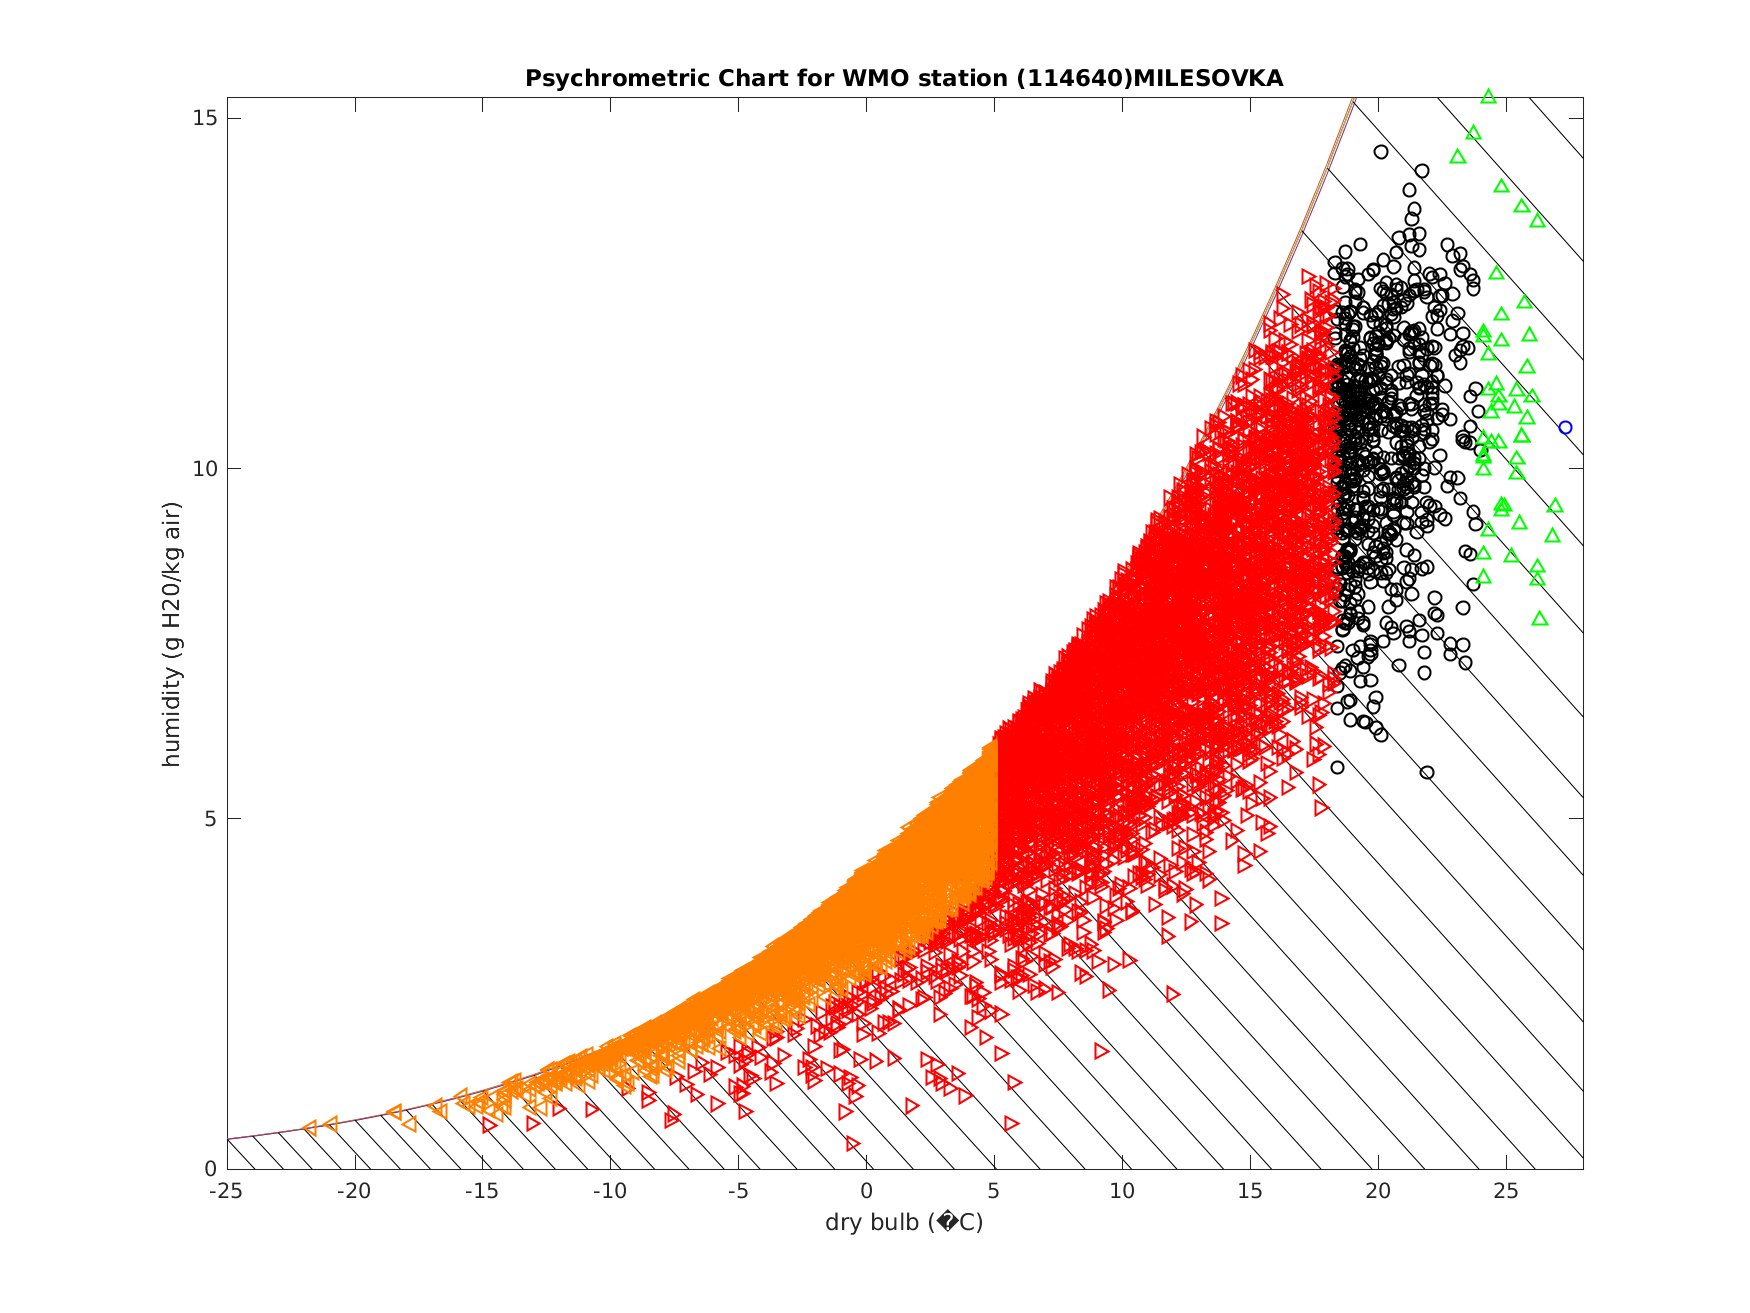 Psychrometric Chart for WMO station (114640)MILESOVKA
15
10
5
0
humidity (g H20/kg air)
-25 -20 -15 -10 -5 0 5 10 15 20 25
dry bulb (�C)